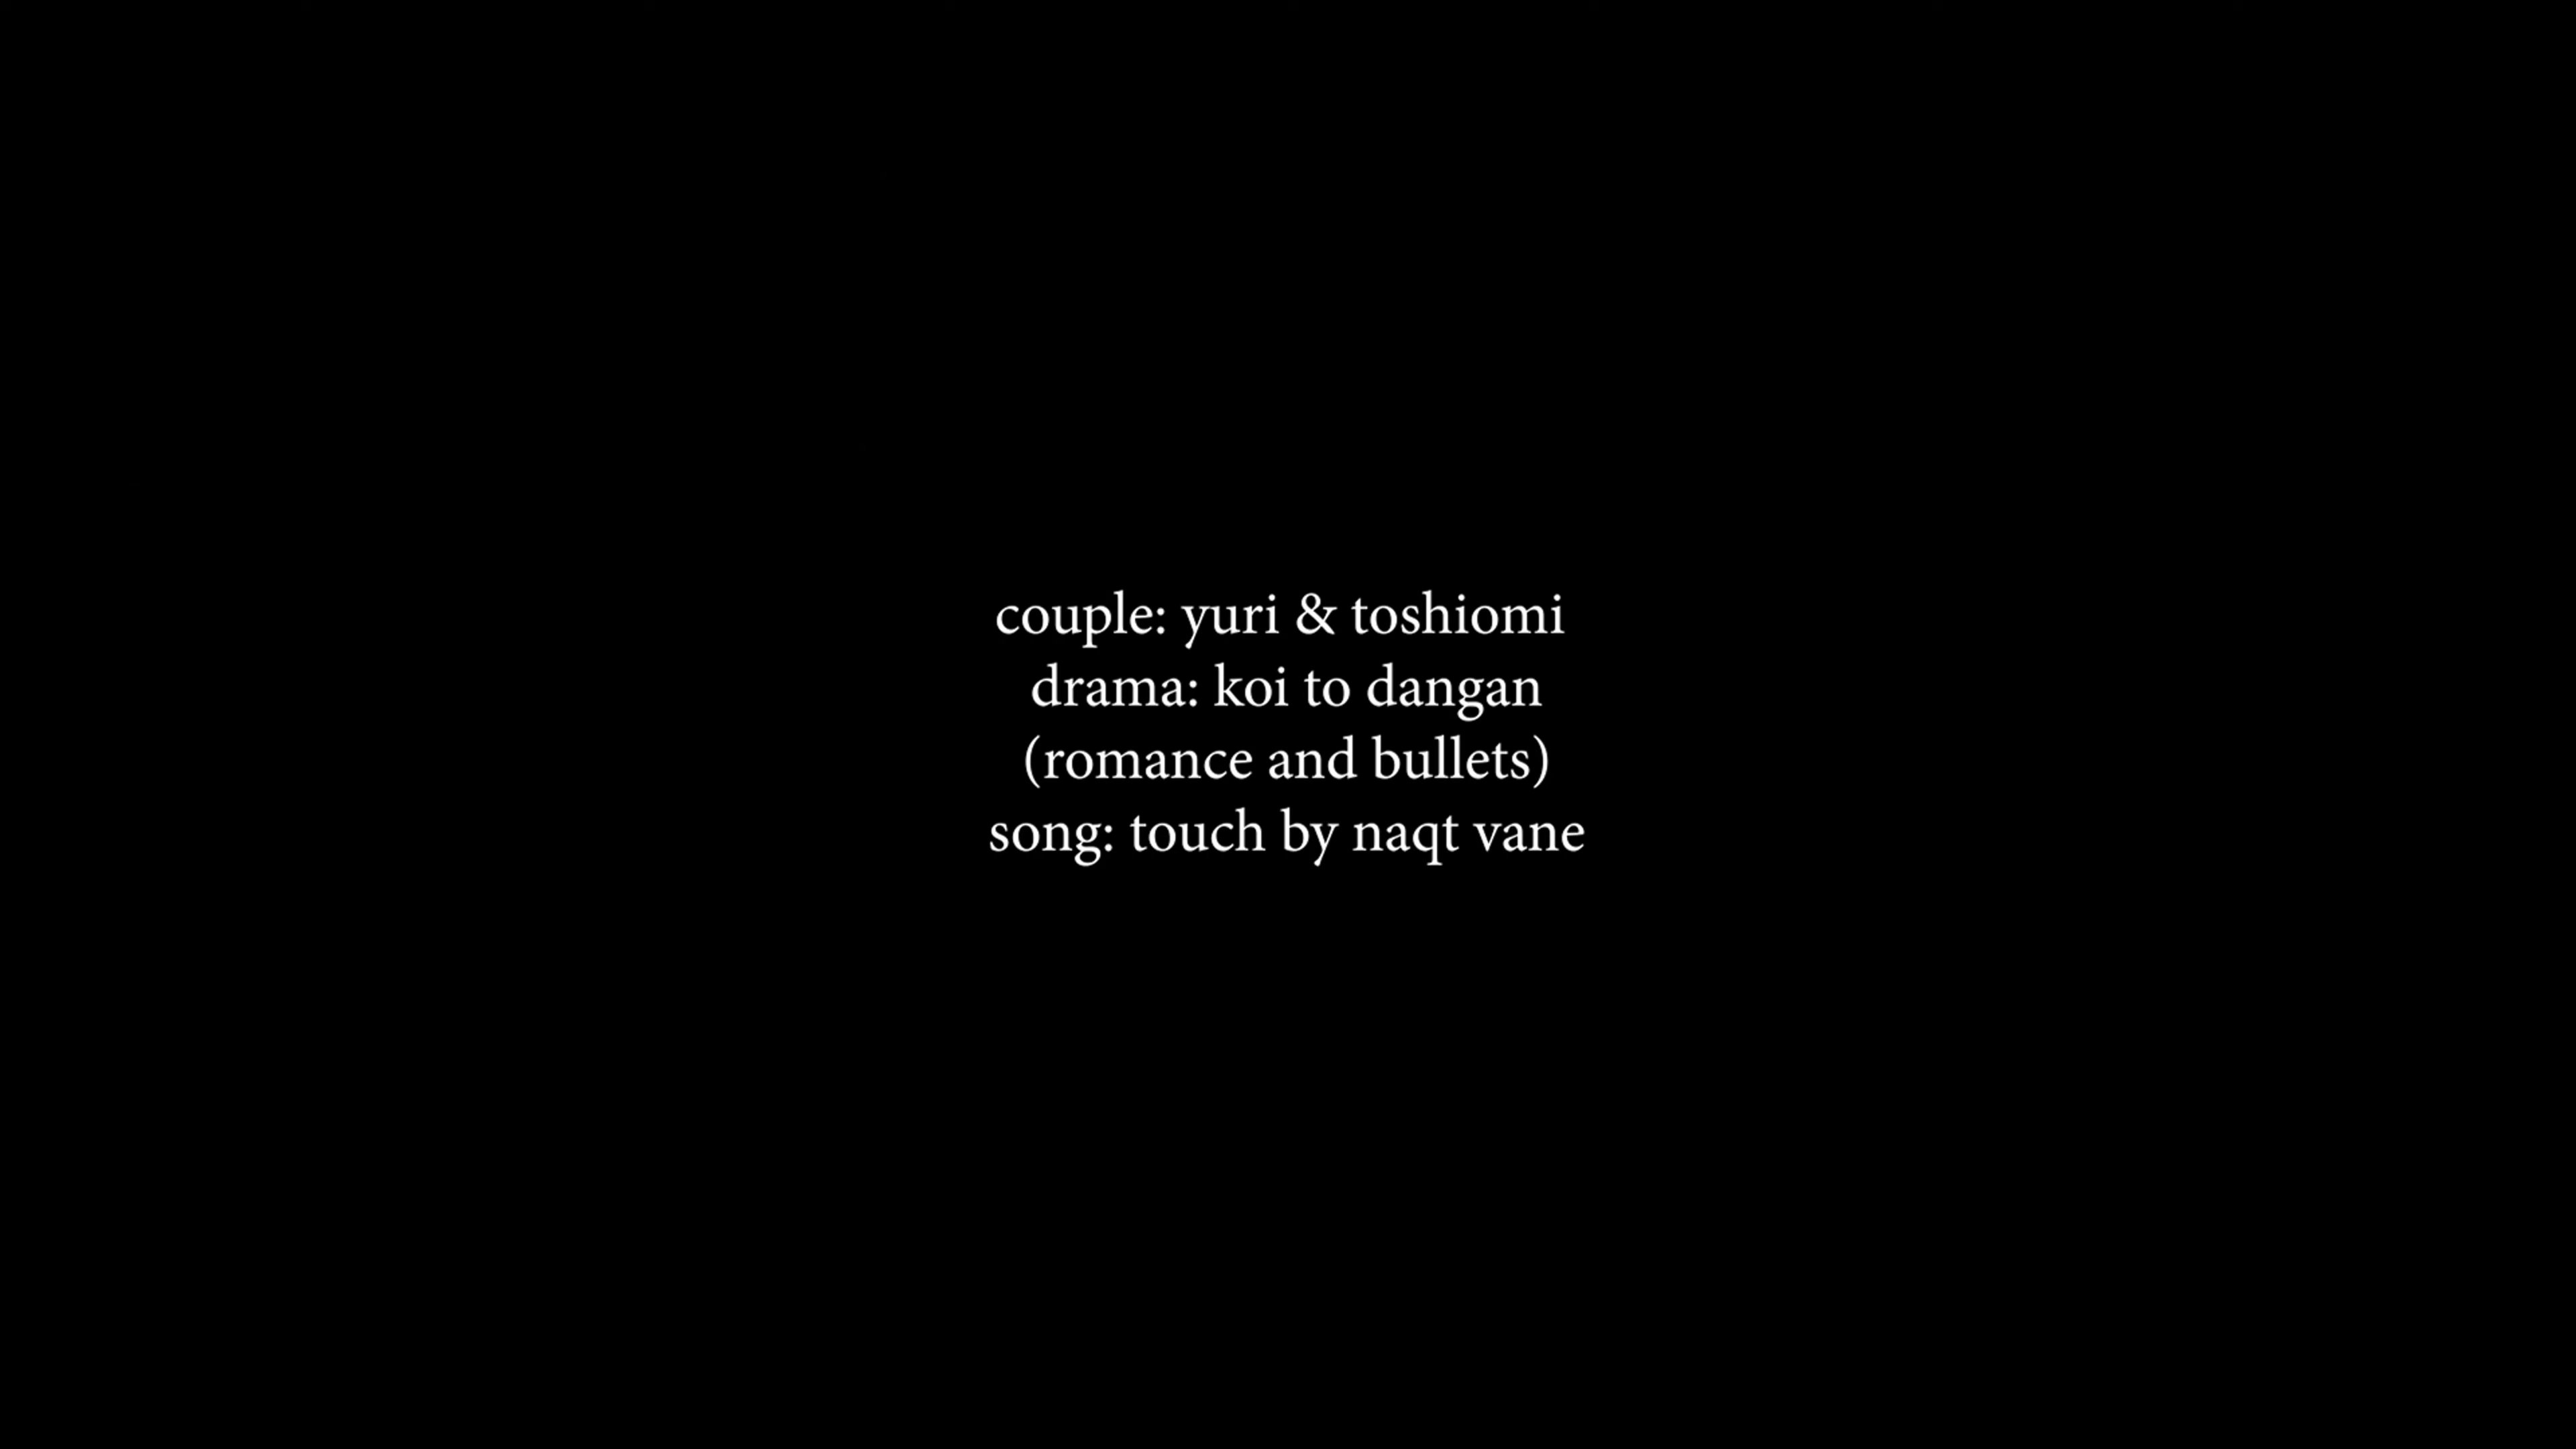 couple: yuri & toshiomi
drama: koi to dangan
(romance and bullets)
song: touch by naqt vane